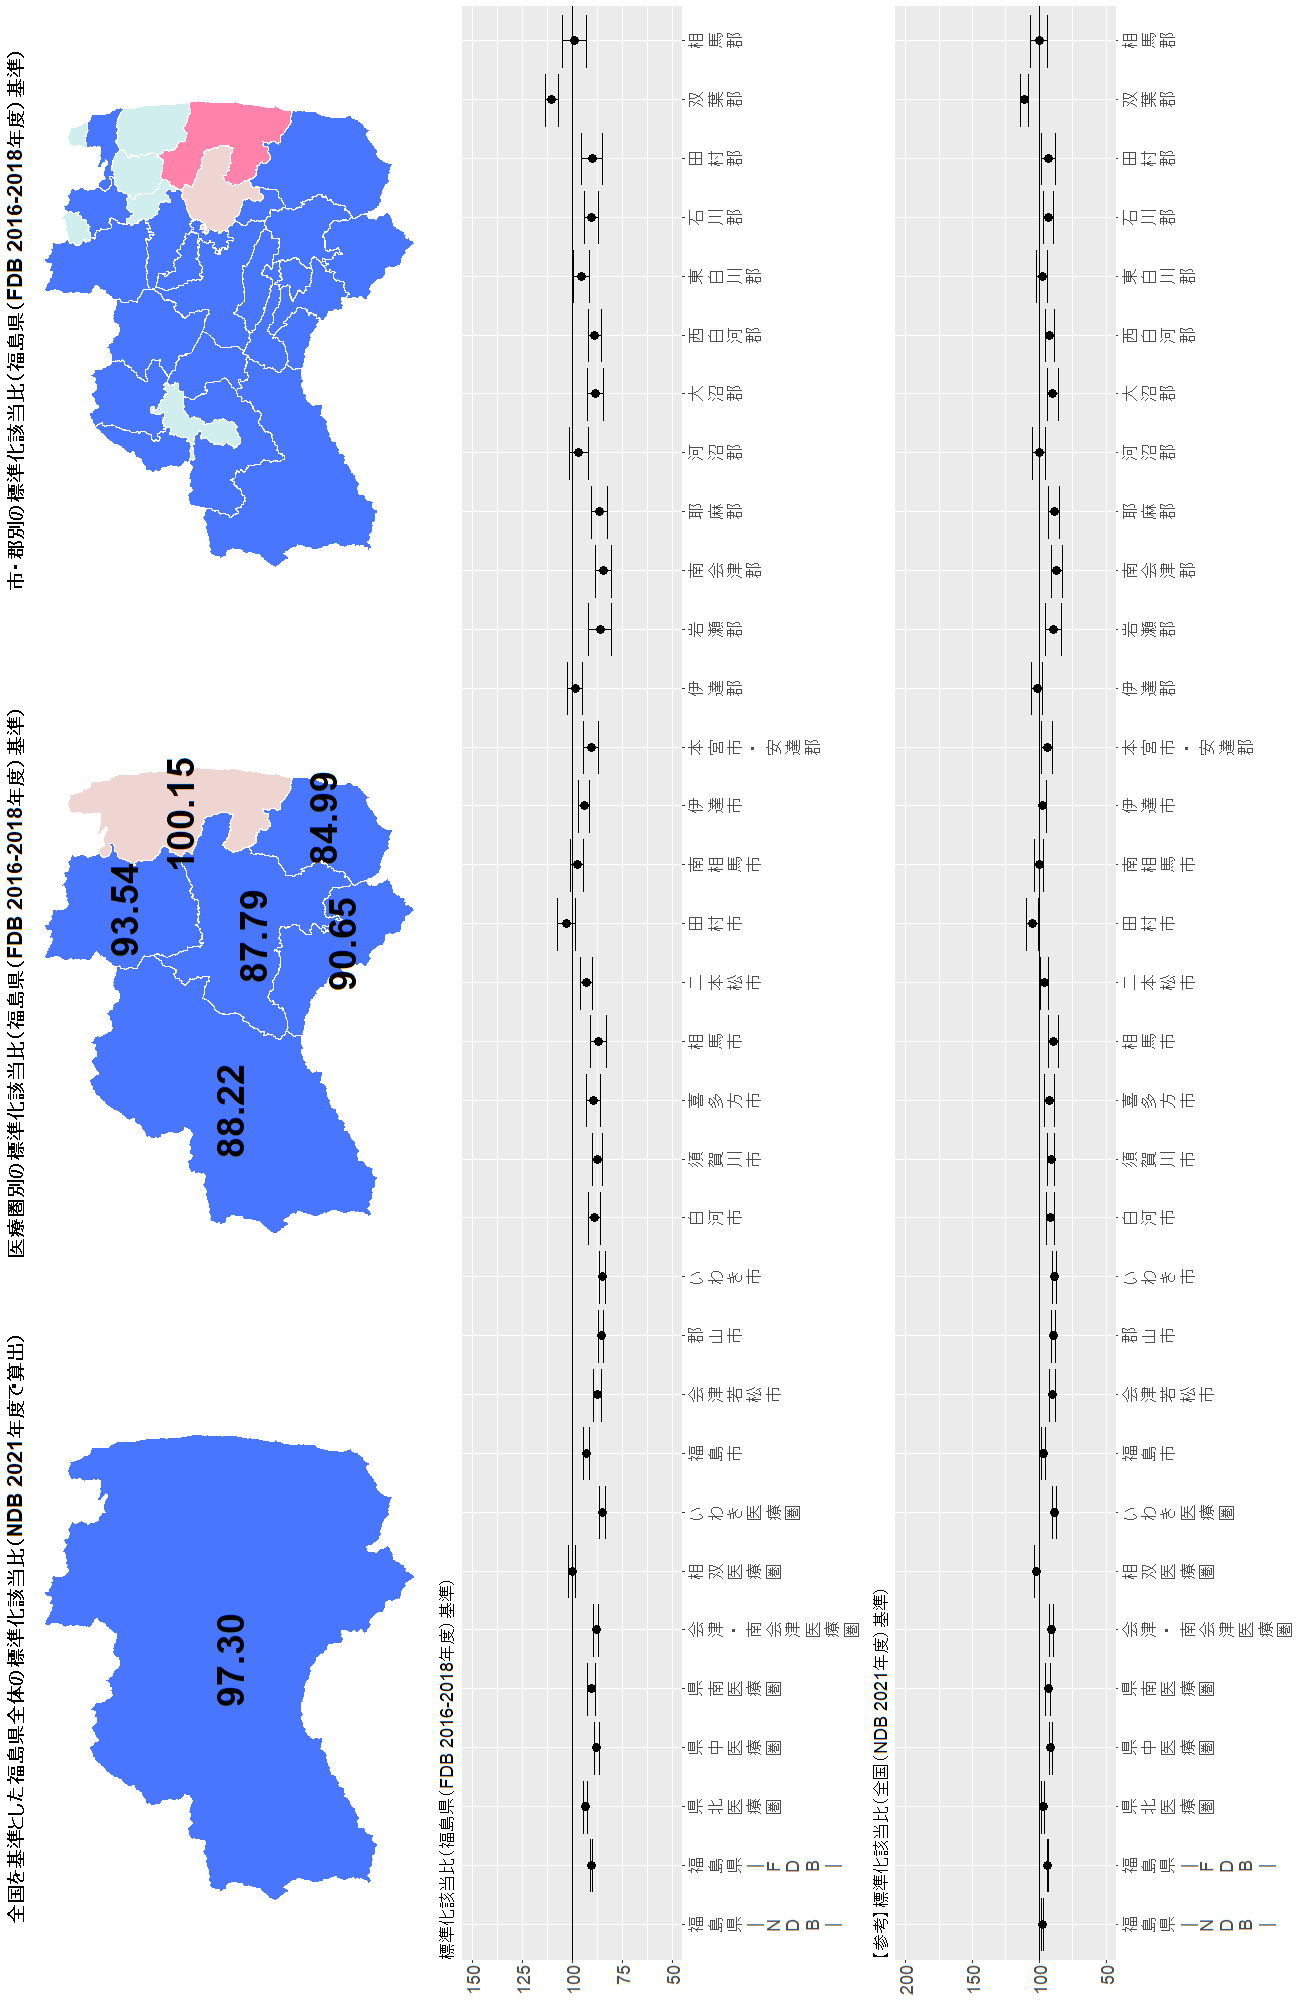 全国を基準とした福島県全体の標準化該当比（NDB 2021年度で算出）
97.30
医療圏別の標準化該当比（福島県（FDB 2016-2018年度）基準）
93.54
100.15
88.22
87.79
84.99
90.65
市・郡別の標準化該当比（福島県（FDB 2016-2018年度）基準）
標準化該当比（福島県（FDB 2016-2018年度）基準）
150
125
100
75
50
福島県｜NDB｜
福島県｜FDB｜
県北医療圏
県中医療圏
県南医療圏
会津・南会津医療圏
相双医療圏
いわき医療圏
福島市
会津若松市
郡山市
いわき市
白河市
須賀川市
喜多方市
相馬市
二本松市
田村市
南相馬市
伊達市
本宮市・安達郡
伊達郡
岩瀬郡
南会津郡
耶麻郡
河沼郡
大沼郡
西白河郡
東白川郡
石川郡
田村郡
双葉郡
相馬郡
【参考】標準化該当比（全国（NDB 2021年度）基準）
200
150
100
50
福島県｜NDB｜
福島県｜FDB｜
県北医療圏
県中医療圏
県南医療圏
会津・南会津医療圏
相双医療圏
いわき医療圏
福島市
会津若松市
郡山市
いわき市
白河市
須賀川市
喜多方市
相馬市
二本松市
田村市
南相馬市
伊達市
本宮市・安達郡
伊達郡
岩瀬郡
南会津郡
耶麻郡
河沼郡
大沼郡
西白河郡
東白川郡
石川郡
田村郡
双葉郡
相馬郡